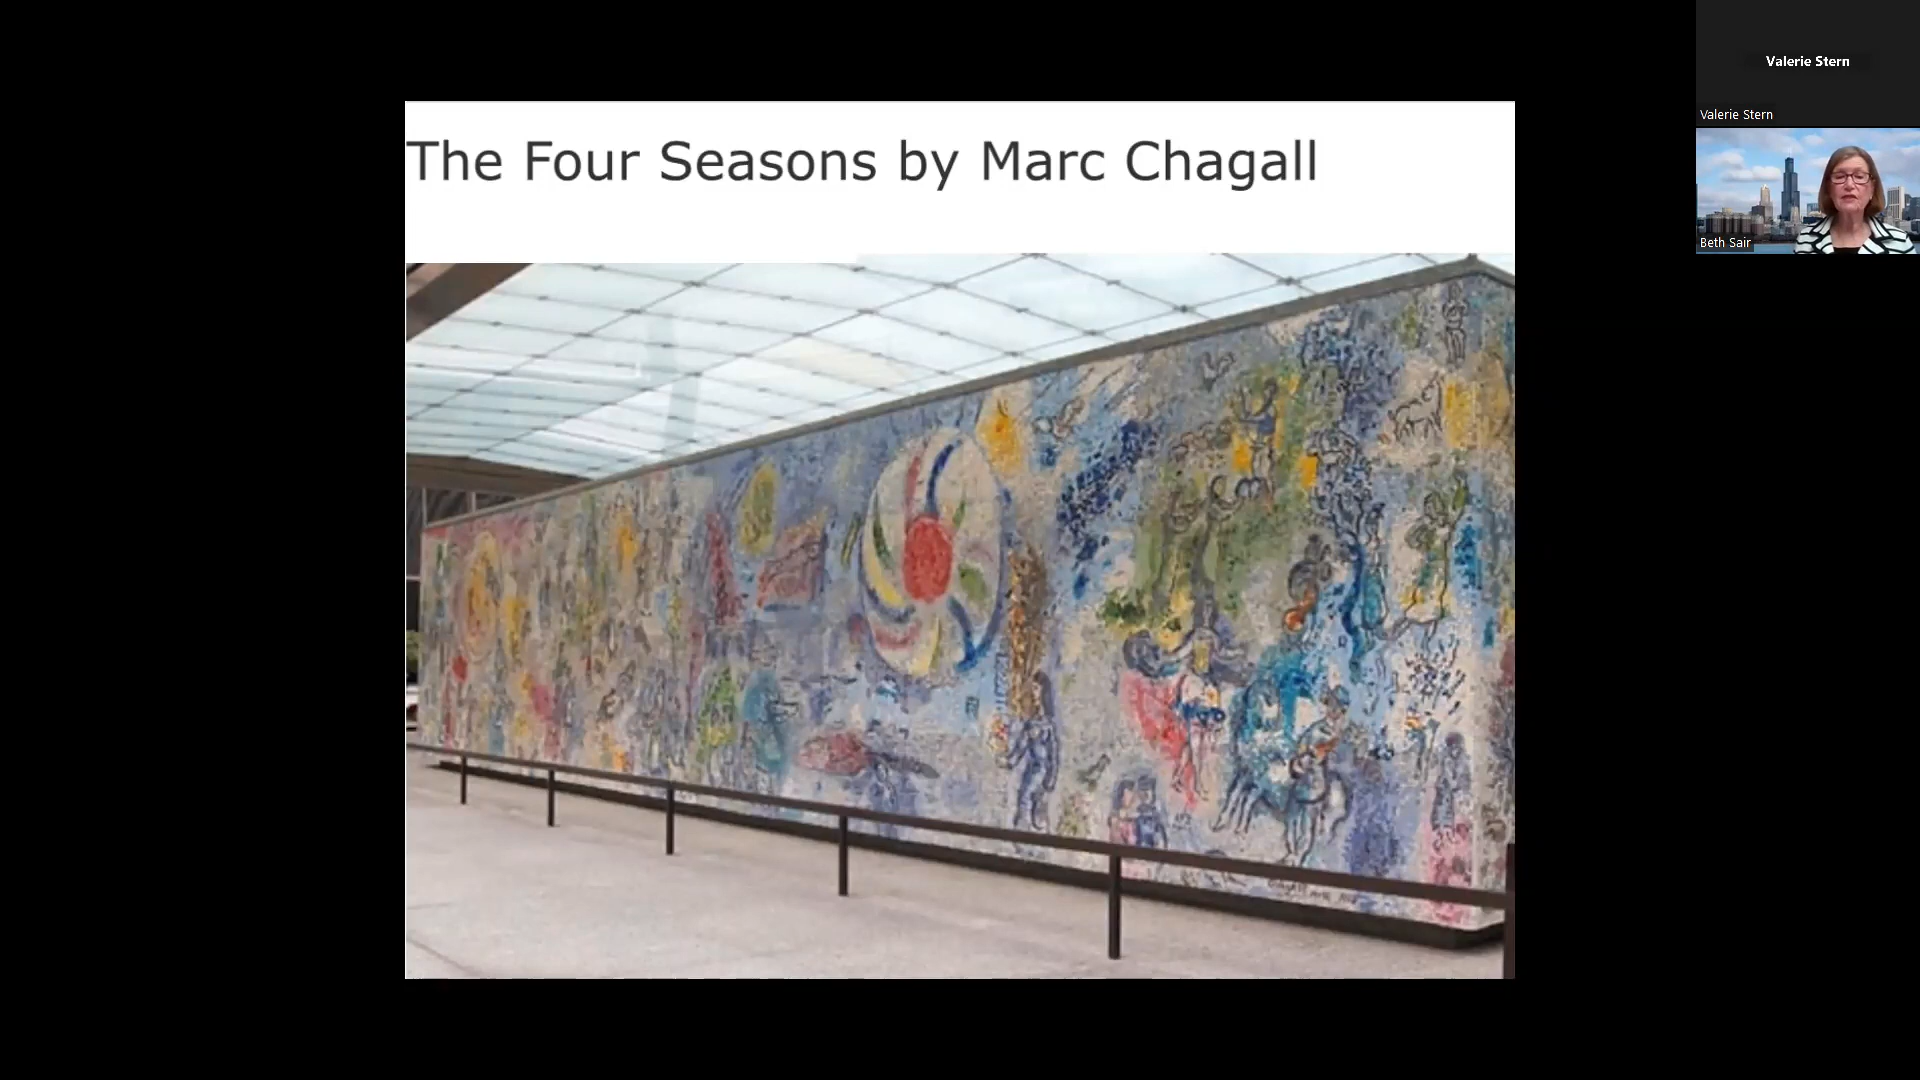 The Four Seasons by Marc Chagall
Valerie Stern
Valerie Stern
Beth Sair